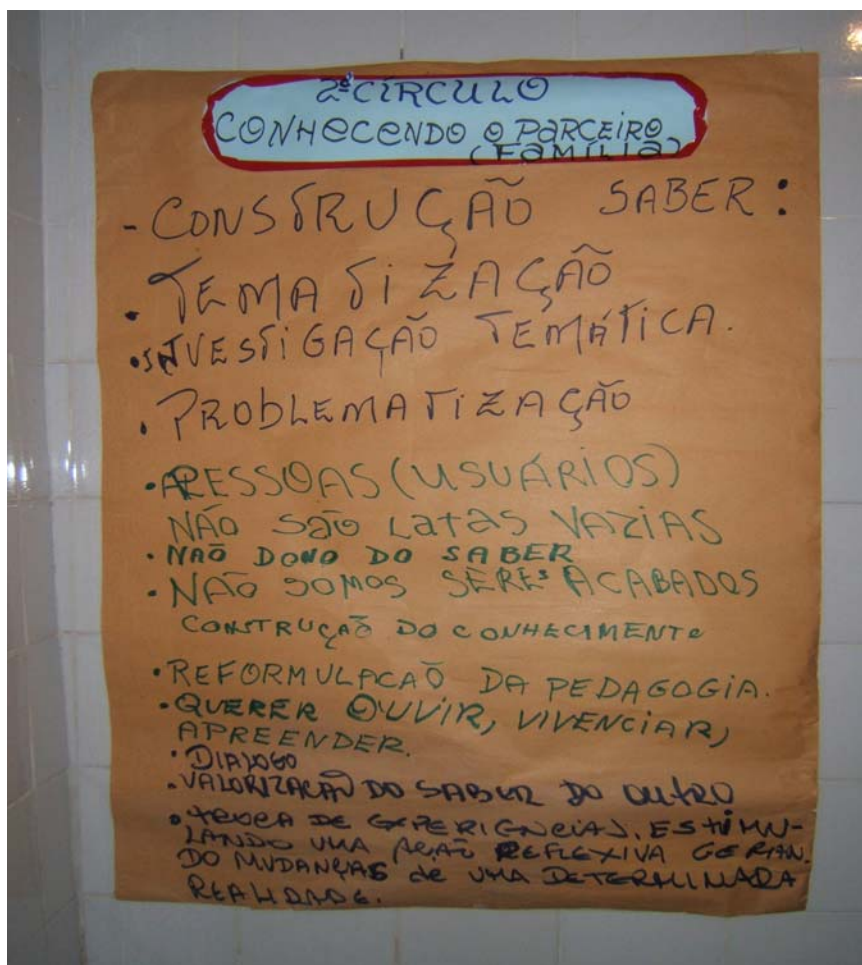 2º CÍRCULO
CONHECENDO O PARCEIRO
(FAMÍLIA)
- CONSTRUÇÃO SABER:
. TEMATIZAÇÃO
. INVESTIGAÇÃO TEMÁTICA.
. PROBLEMATIZAÇÃO
. PESSOAS (USUÁRIOS)
NÃO SÃO LATAS VAZIAS
. NÃO DONO DO SABER
. NÃO SOMOS SERES ACABADOS
CONSTRUÇÃO DO CONHECIMENTO
. REFORMULACAÕ DA PEDAGOGIA.
. QUERER OUVIR, VIVENCIAR,
APREENDER.
. DIALOGO
. VALORIZAÇÃO DO SABER DO OUTRO
. TROCA DE EXPERIGNCIAS, ESTIMU-
LANDO UMA AÇÃO REFLEXIVA GERAN-
DO MUDANÇAS de UMA DETERMINADA
REALIDADE.